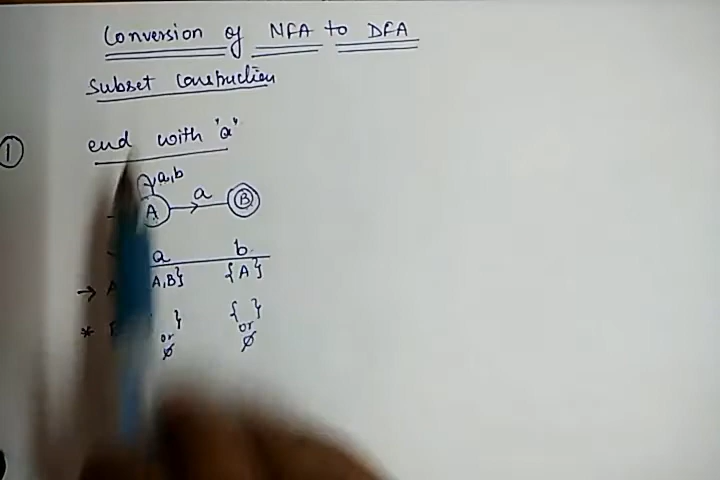 Conversion of NFA to DFA
Subset Construction
① end with "a"
a,b
a
A B
a b
→ A A,B} {A}
* } { }
or or
ø ø